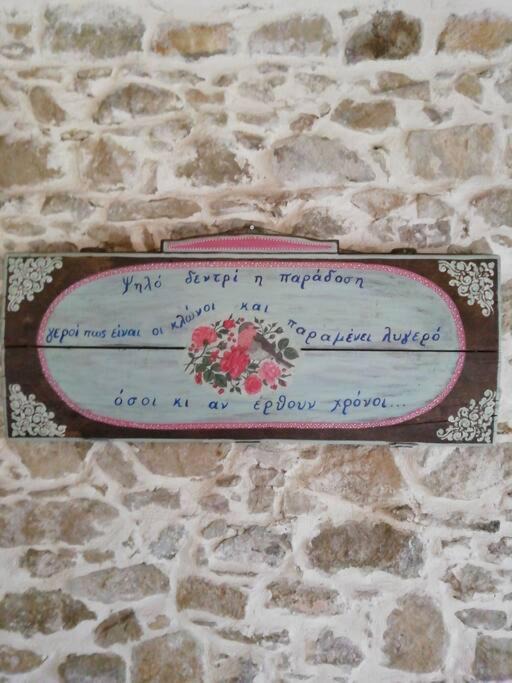 Ψηλό δεντρί η παράδοση
γεροί πως είναι οι κλώνοι και παραμένει λυγερό
όσοι κι αν έρθουν χρόνοι...